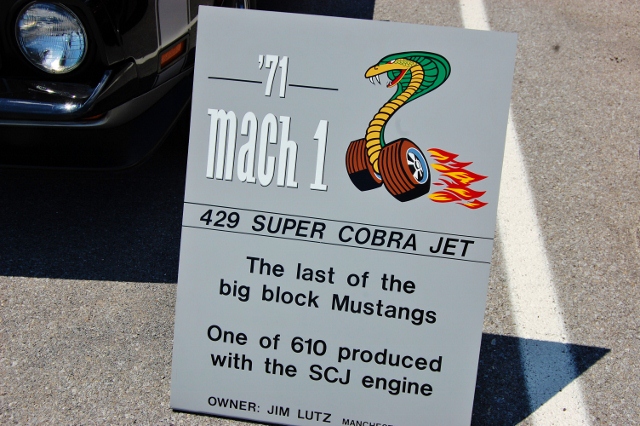 '71
mach 1
429 SUPER COBRA JET
The last of the
big block Mustangs
One of 610 produced
with the SCJ engine
OWNER: JIM LUTZ